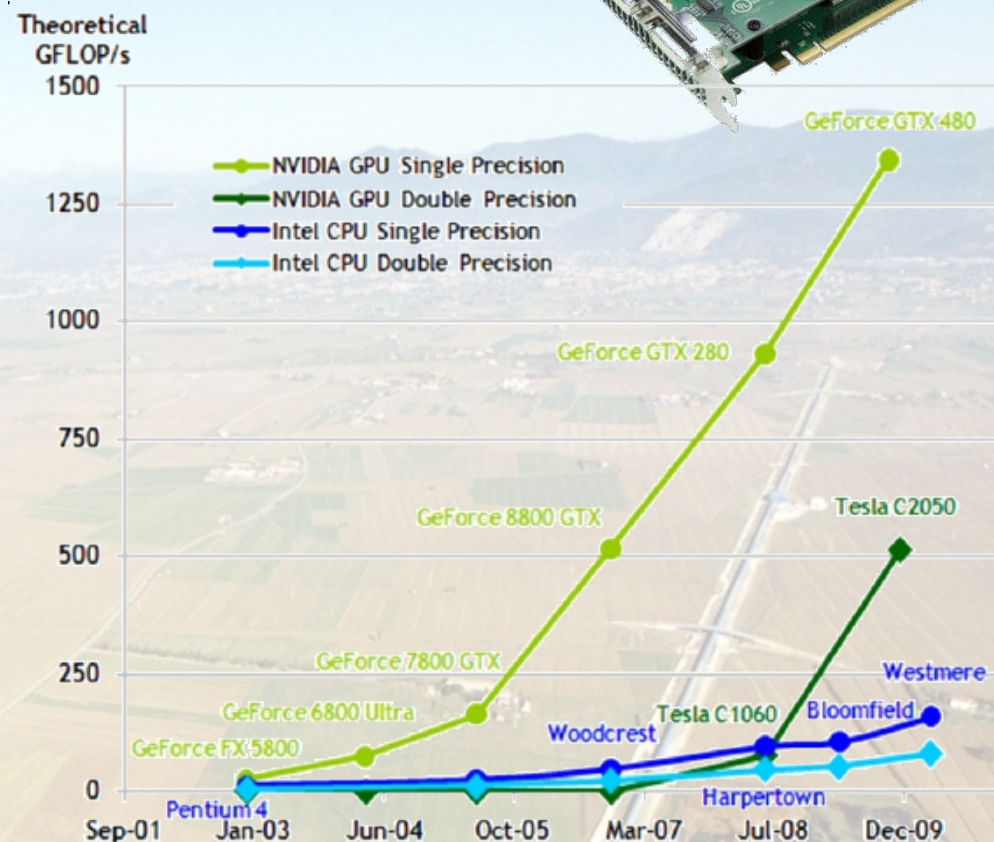 Theoretical
GFLOP/s
1500
GeForce GTX 480
NVIDIA GPU Single Precision
NVIDIA GPU Double Precision
1250
Intel CPU Single Precision
Intel CPU Double Precision
1000
GeForce GTX 280
750
Tesla C2050
GeForce 8800 GTX
500
GeForce 7800 GTX
250
Westmere
GeForce 6800 Ultra
Tesla C1060
Bloomfield
Woodcrest
GeForce FX 5800
0
Harpertown
Pentium 4
Sep-01 Jan-03 Jun-04 Oct-05 Mar-07 Jul-08 Dec-09